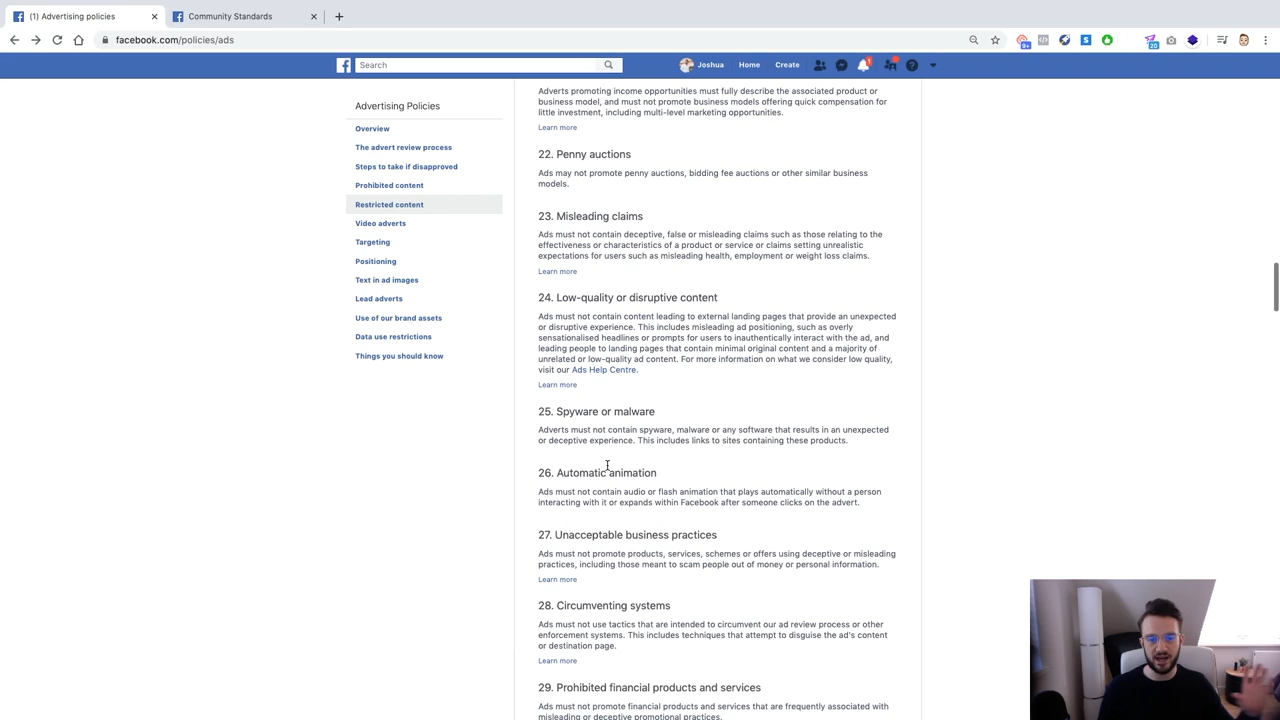 (1) Advertising policies
Community Standards
facebook.com/policies/ads
9+
20
Search
Joshua
Home
Create
1
Advertising Policies
Overview
The advert review process
Steps to take if disapproved
Prohibited content
Restricted content
Video adverts
Targeting
Positioning
Text in ad images
Lead adverts
Use of our brand assets
Data use restrictions
Things you should know
Adverts promoting income opportunities must fully describe the associated product or
business model, and must not promote business models offering quick compensation for
little investment, including multi-level marketing opportunities.
Learn more
22. Penny auctions
Ads may not promote penny auctions, bidding fee auctions or other similar business
models.
23. Misleading claims
Ads must not contain deceptive, false or misleading claims such as those relating to the
effectiveness or characteristics of a product or service or claims setting unrealistic
expectations for users such as misleading health, employment or weight loss claims.
Learn more
24. Low-quality or disruptive content
Ads must not contain content leading to external landing pages that provide an unexpected
or disruptive experience. This includes misleading ad positioning, such as overly
sensationalised headlines or prompts for users to inauthentically interact with the ad, and
leading people to landing pages that contain minimal original content and a majority of
unrelated or low-quality ad content. For more information on what we consider low quality,
visit our Ads Help Centre.
Learn more
25. Spyware or malware
Adverts must not contain spyware, malware or any software that results in an unexpected
or deceptive experience. This includes links to sites containing these products.
26. Automatic animation
Ads must not contain audio or flash animation that plays automatically without a person
interacting with it or expands within Facebook after someone clicks on the advert.
27. Unacceptable business practices
Ads must not promote products, services, schemes or offers using deceptive or misleading
practices, including those meant to scam people out of money or personal information.
Learn more
28. Circumventing systems
Ads must not use tactics that are intended to circumvent our ad review process or other
enforcement systems. This includes techniques that attempt to disguise the ad's content
or destination page.
Learn more
29. Prohibited financial products and services
Ads must not promote financial products and services that are frequently associated with
misleading or deceptive promotional practices.